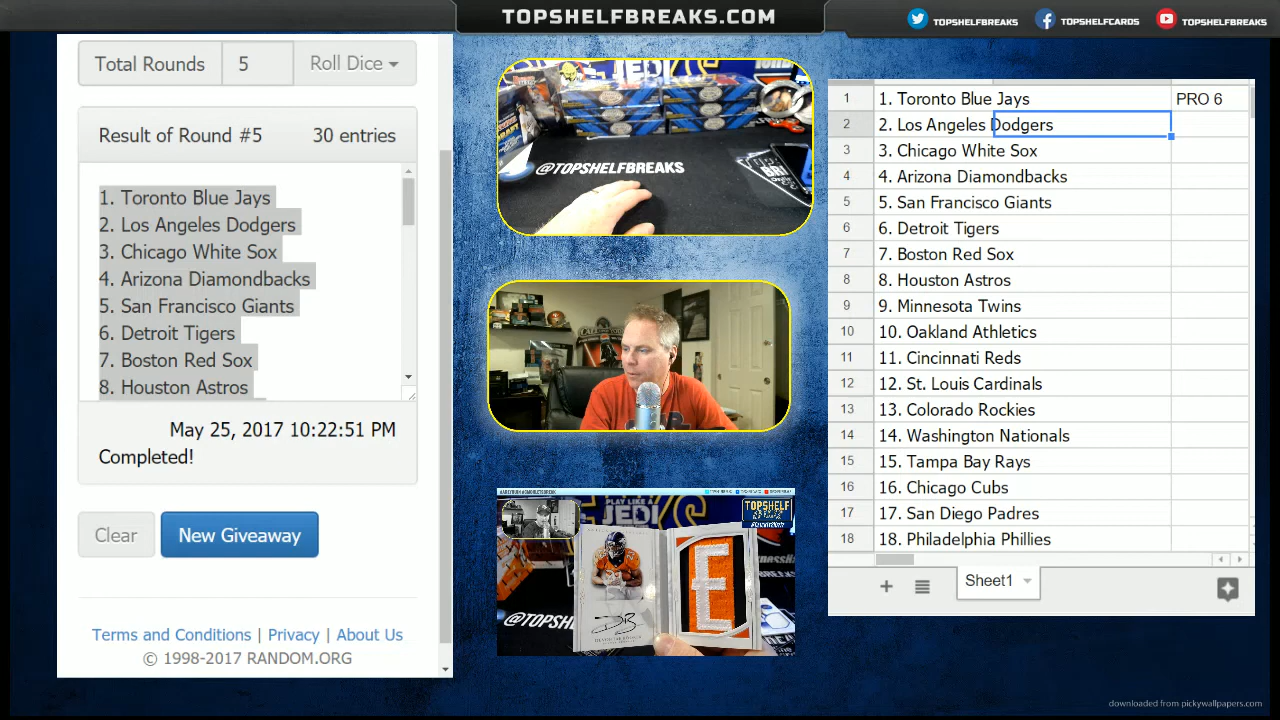 TOPSHELFBREAKS.COM
TOPSHELFBREAKS
TOPSHELFCARDS
TOPSHELFBREAKS
Total Rounds
5
Roll Dice
Result of Round #5
30 entries
1. Toronto Blue Jays
2. Los Angeles Dodgers
3. Chicago White Sox
4. Arizona Diamondbacks
5. San Francisco Giants
6. Detroit Tigers
7. Boston Red Sox
8. Houston Astros
May 25, 2017 10:22:51 PM
Completed!
Clear
New Giveaway
Terms and Conditions | Privacy | About Us
© 1998-2017 RANDOM.ORG
JEDI
@TOPSHELFBREAKS
PLAY LIKE A
JEDI
TOPSHELF
E
@TOPSH
1 1. Toronto Blue Jays PRO 6
2 2. Los Angeles Dodgers
3 3. Chicago White Sox
4 4. Arizona Diamondbacks
5 5. San Francisco Giants
6 6. Detroit Tigers
7 7. Boston Red Sox
8 8. Houston Astros
9 9. Minnesota Twins
10 10. Oakland Athletics
11 11. Cincinnati Reds
12 12. St. Louis Cardinals
13 13. Colorado Rockies
14 14. Washington Nationals
15 15. Tampa Bay Rays
16 16. Chicago Cubs
17 17. San Diego Padres
18 18. Philadelphia Phillies
Sheet1
downloaded from pickywallpapers.com